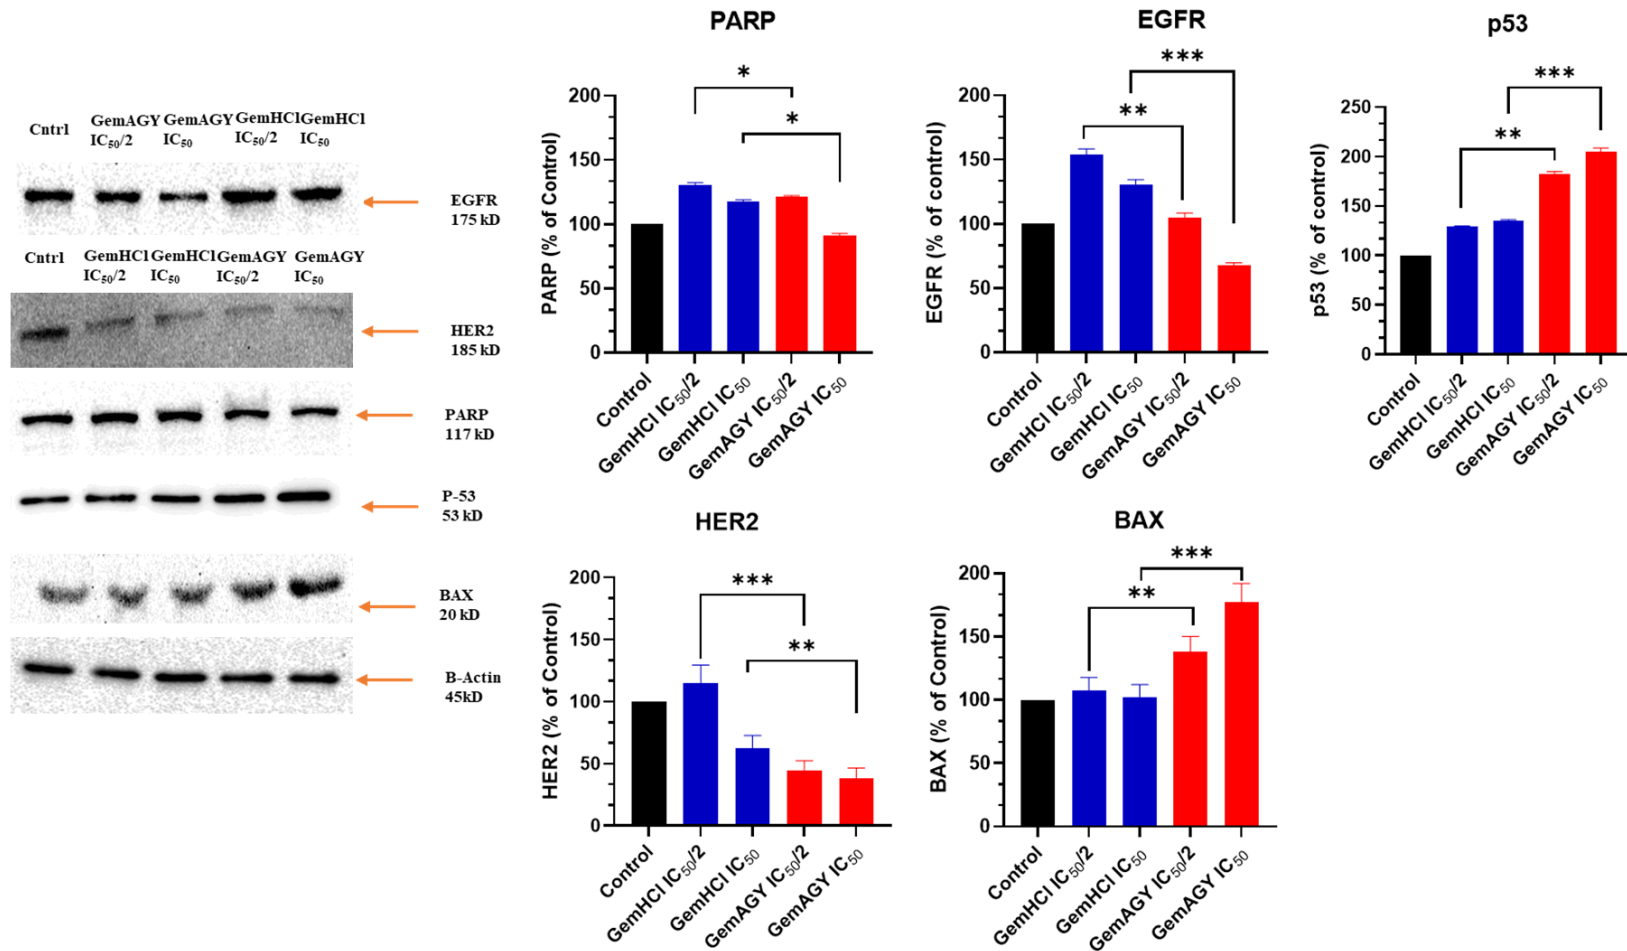 Cntrl
GemAGY
IC₅₀/2
GemAGY
IC₅₀
GemHCl
IC₅₀/2
GemHCl
IC₅₀
EGFR
175 kD
Cntrl
GemHCl
IC₅₀/2
GemHCl
IC₅₀
GemAGY
IC₅₀/2
GemAGY
IC₅₀
HER2
185 kD
PARP
117 kD
P-53
53 kD
BAX
20 kD
B-Actin
45kD
PARP
PARP (% of Control)
200
150
100
50
0
*
*
Control
GemHCl IC₅₀/2
GemHCl IC₅₀
GemAGY IC₅₀/2
GemAGY IC₅₀
EGFR
EGFR (% of control)
200
150
100
50
0
***
**
Control
GemHCl IC₅₀/2
GemHCl IC₅₀
GemAGY IC₅₀/2
GemAGY IC₅₀
p53
p53 (% of control)
250
200
150
100
50
0
***
**
Control
GemHCl IC₅₀/2
GemHCl IC₅₀
GemAGY IC₅₀/2
GemAGY IC₅₀
HER2
HER2 (% of Control)
200
150
100
50
0
***
**
Control
GemHCl IC₅₀/2
GemHCl IC₅₀
GemAGY IC₅₀/2
GemAGY IC₅₀
BAX
BAX (% of Control)
200
150
100
50
0
***
**
Control
GemHCl IC₅₀/2
GemHCl IC₅₀
GemAGY IC₅₀/2
GemAGY IC₅₀